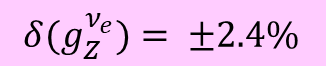 δ(g_Z^{ν_e}) = ±2.4%